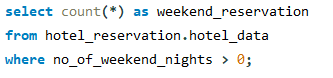 select count(*) as weekend_reservation
from hotel_reservation.hotel_data
where no_of_weekend_nights > 0;